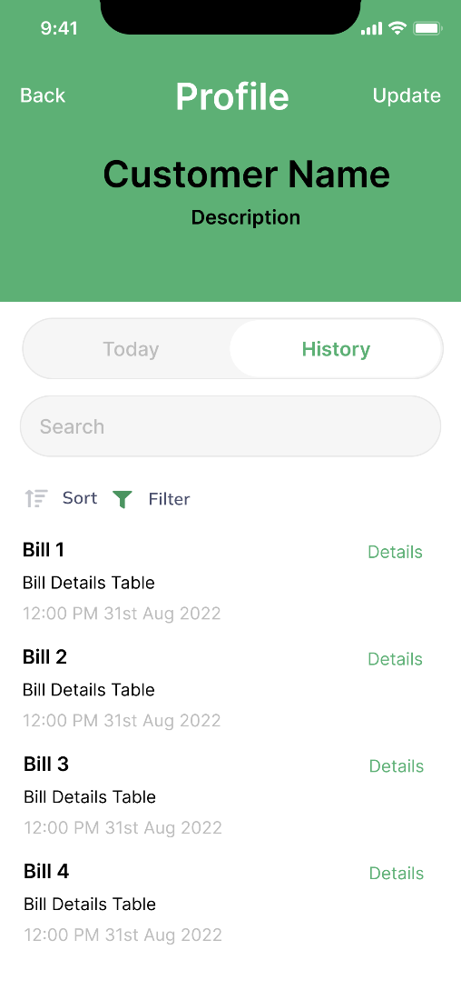 9:41
Back Profile Update
Customer Name
Description
Today History
Search
Sort Filter
Bill 1 Details
Bill Details Table
12:00 PM 31st Aug 2022
Bill 2 Details
Bill Details Table
12:00 PM 31st Aug 2022
Bill 3 Details
Bill Details Table
12:00 PM 31st Aug 2022
Bill 4 Details
Bill Details Table
12:00 PM 31st Aug 2022